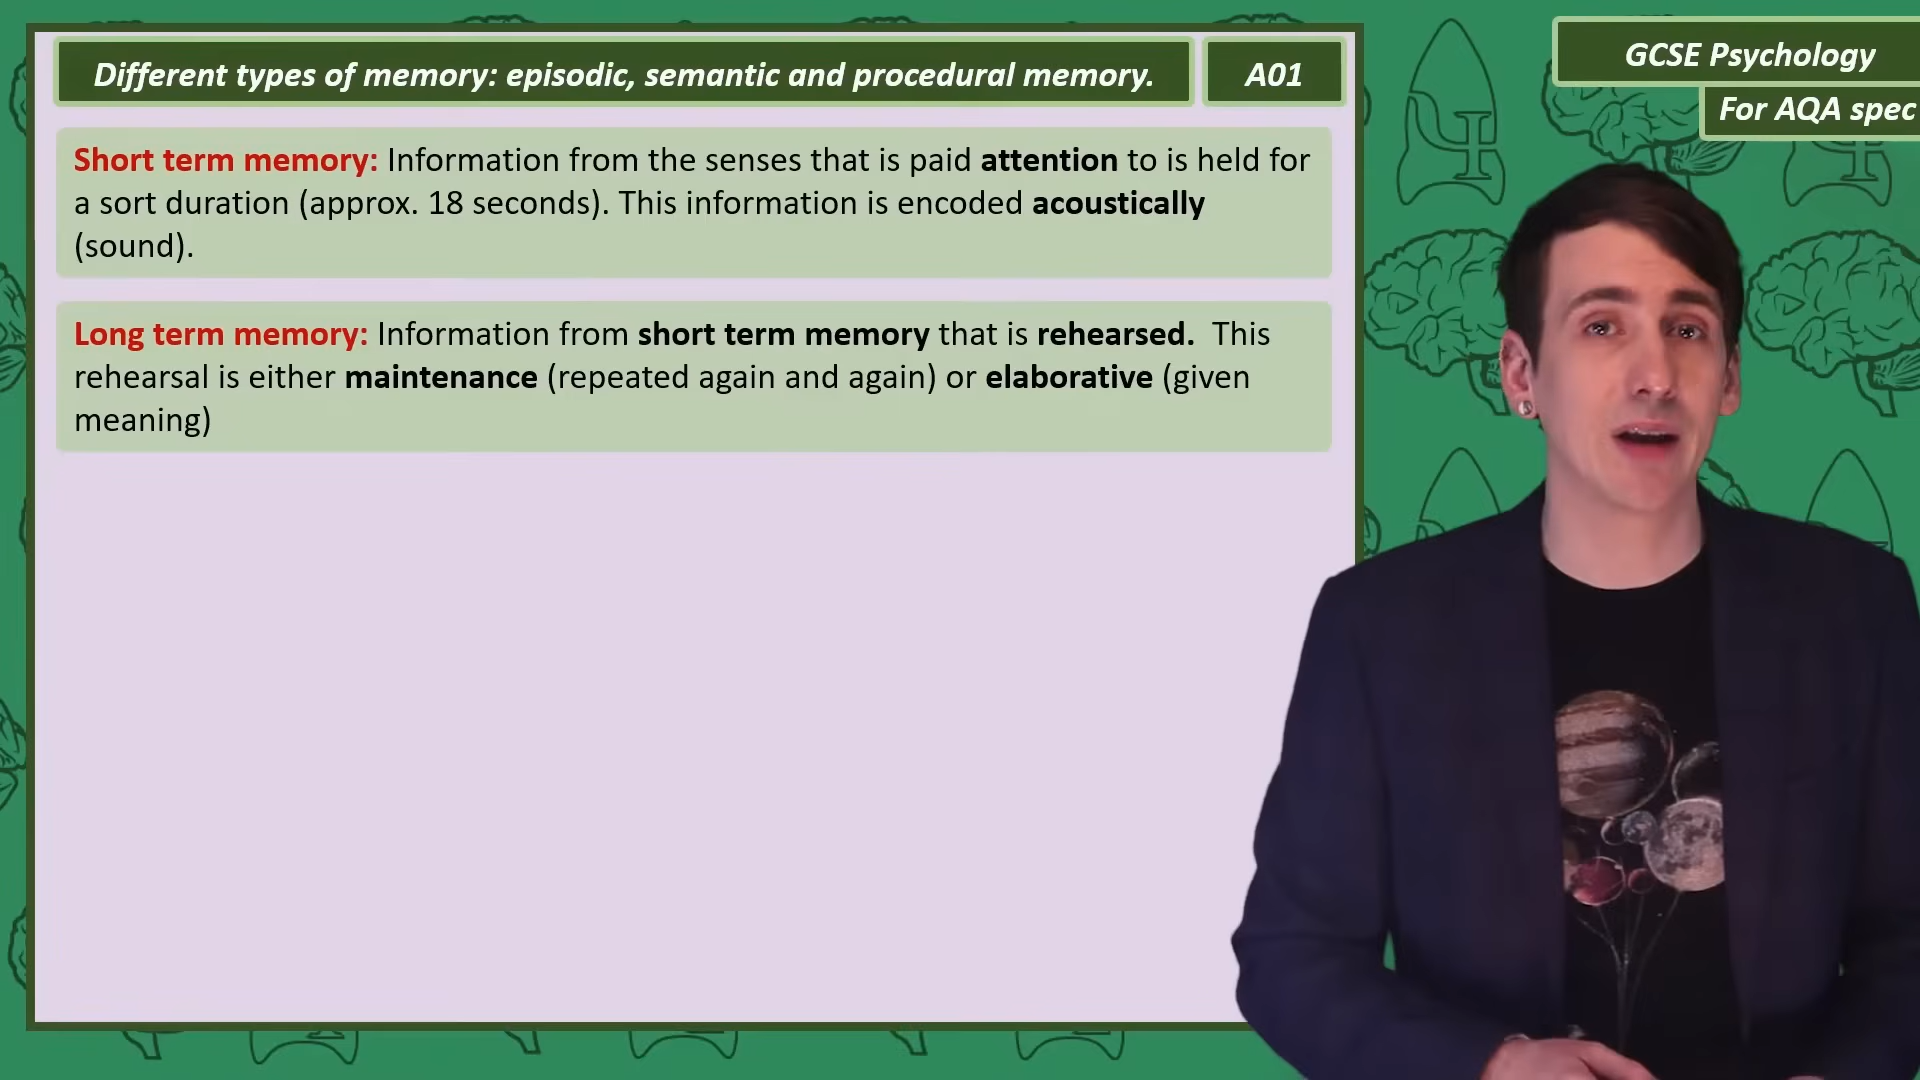 Different types of memory: episodic, semantic and procedural memory.
A01
GCSE Psychology
For AQA spec
Short term memory: Information from the senses that is paid attention to is held for
a sort duration (approx. 18 seconds). This information is encoded acoustically
(sound).
Long term memory: Information from short term memory that is rehearsed. This
rehearsal is either maintenance (repeated again and again) or elaborative (given
meaning)